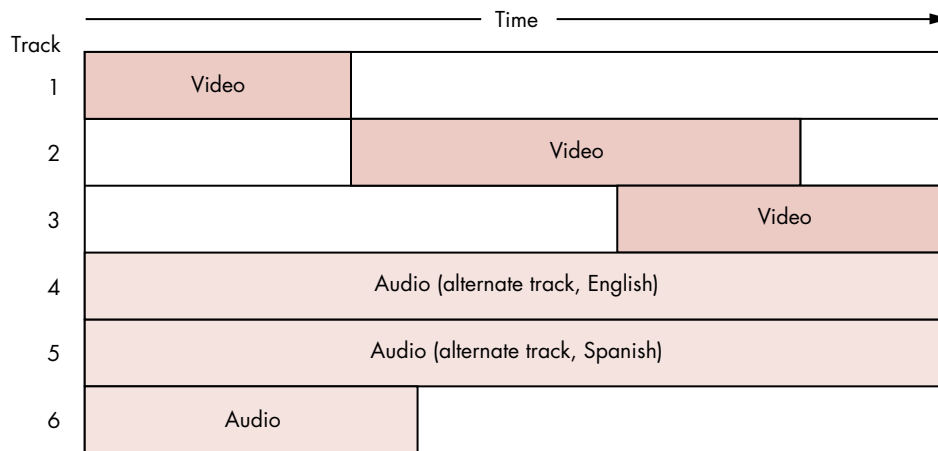 Time
Track
1 Video
2 Video
3 Video
4 Audio (alternate track, English)
5 Audio (alternate track, Spanish)
6 Audio